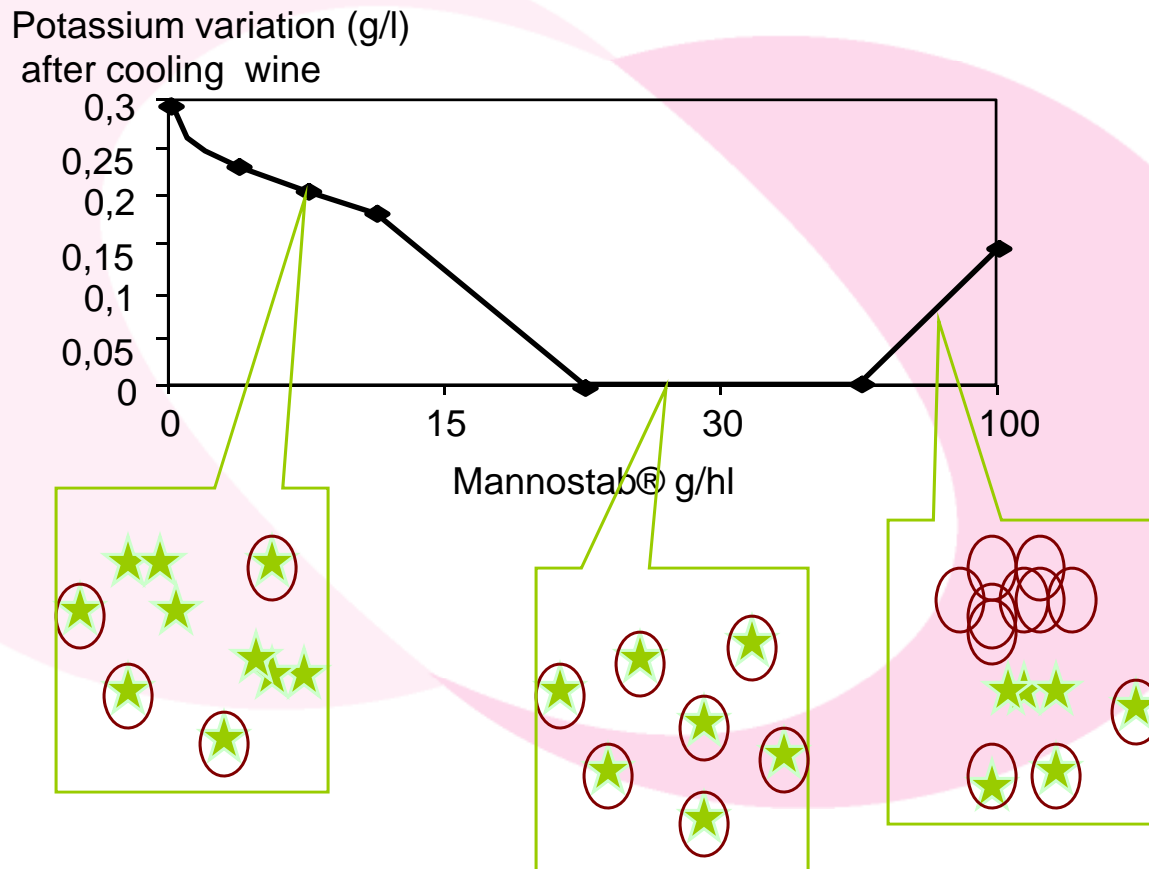 Potassium variation (g/l)
after cooling wine
0,3
0,25
0,2
0,15
0,1
0,05
0
0 15 30 100
Mannostab® g/hl